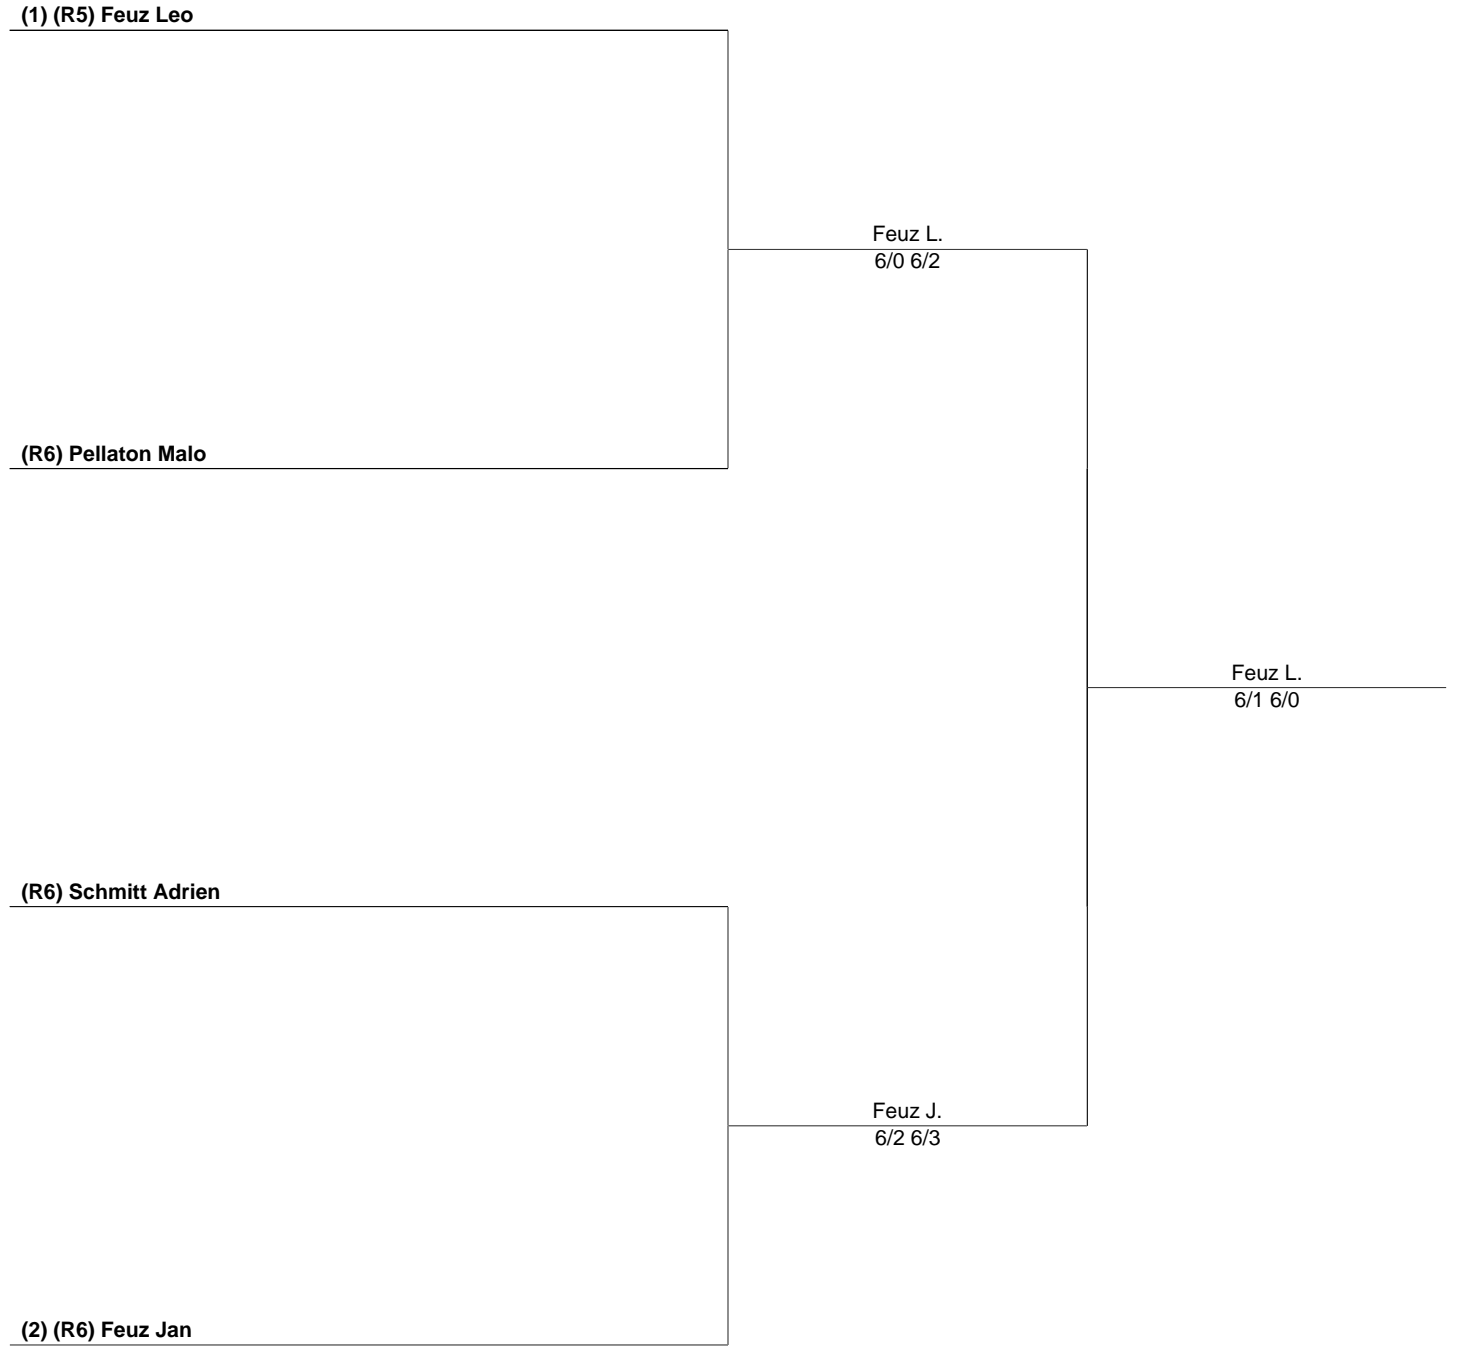 (1) (R5) Feuz Leo
Feuz L.
6/0 6/2
(R6) Pellaton Malo
Feuz L.
6/1 6/0
(R6) Schmitt Adrien
Feuz J.
6/2 6/3
(2) (R6) Feuz Jan